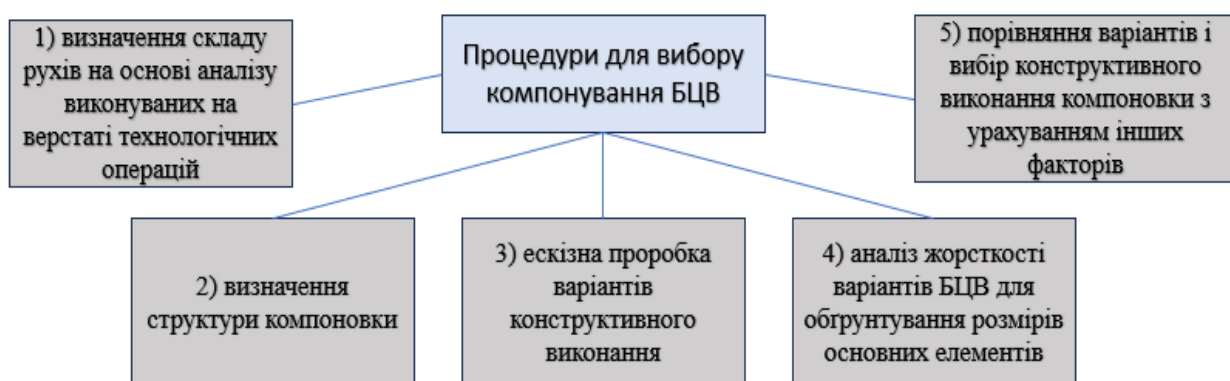 Процедури для вибору
компонування БЦВ
1) визначення складу
рухів на основі аналізу
виконуваних на
верстаті технологічних
операцій
2) визначення
структури компоновки
3) ескізна проробка
варіантів
конструктивного
виконання
4) аналіз жорсткості
варіантів БЦВ для
обґрунтування розмірів
основних елементів
5) порівняння варіантів і
вибір конструктивного
виконання компоновки з
урахуванням інших
факторів